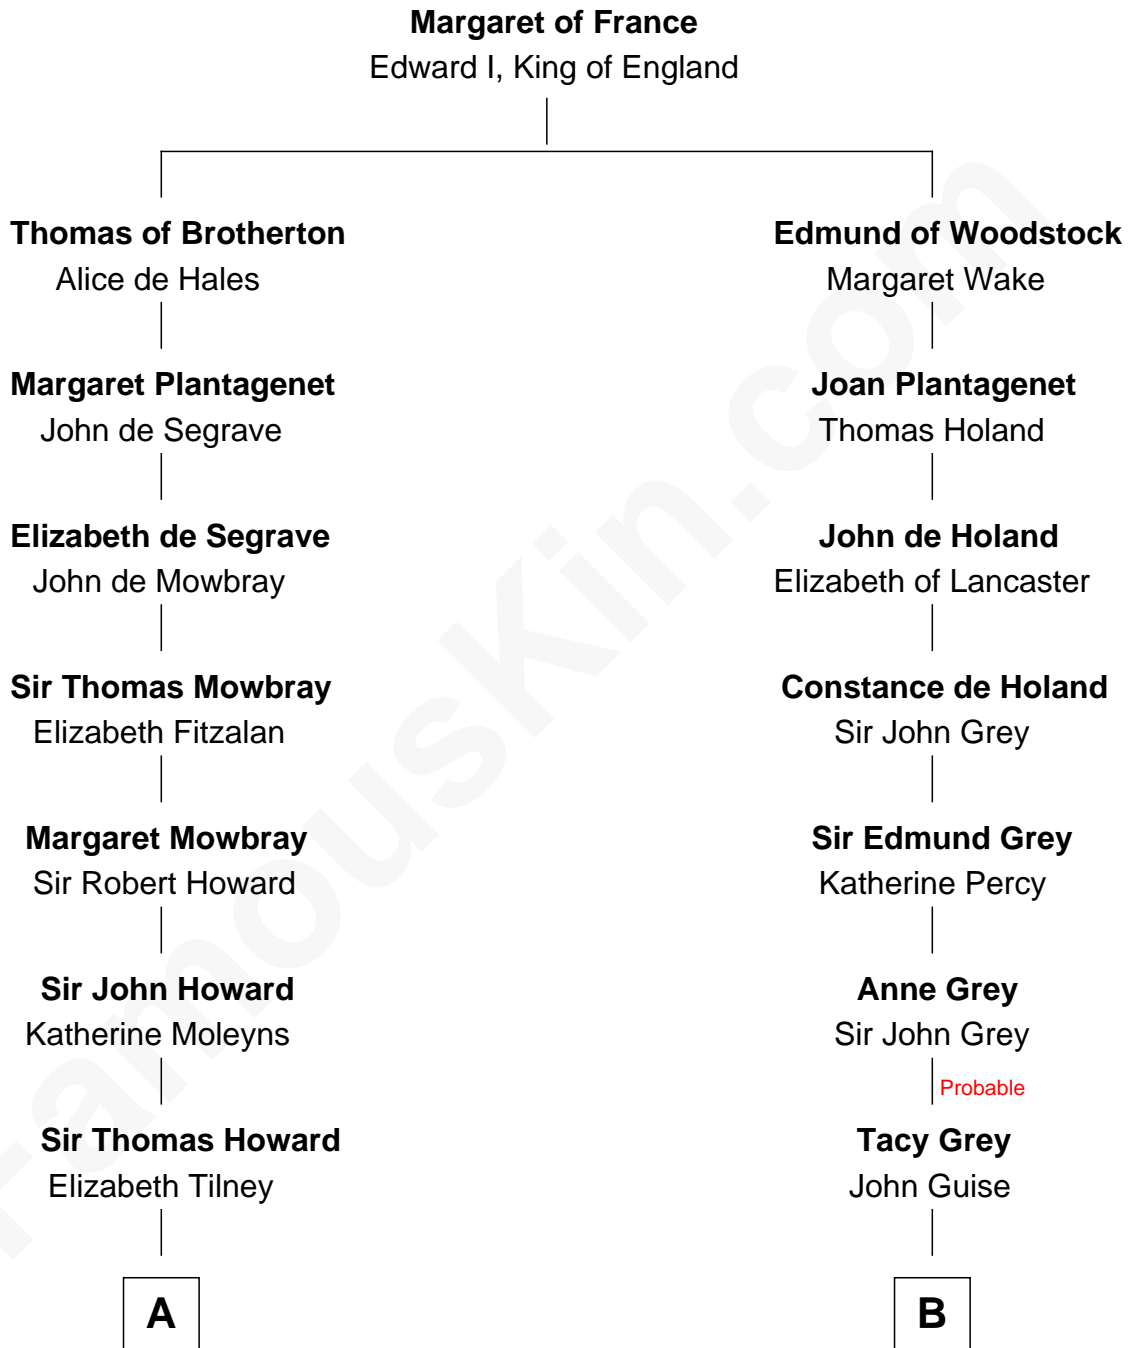 Margaret of France
Edward I, King of England
Thomas of Brotherton
Alice de Hales
Edmund of Woodstock
Margaret Wake
Margaret Plantagenet
John de Segrave
Joan Plantagenet
Thomas Holand
Elizabeth de Segrave
John de Mowbray
John de Holand
Elizabeth of Lancaster
Sir Thomas Mowbray
Elizabeth Fitzalan
Constance de Holand
Sir John Grey
Margaret Mowbray
Sir Robert Howard
Sir Edmund Grey
Katherine Percy
Sir John Howard
Katherine Moleyns
Anne Grey
Sir John Grey
Probable
Sir Thomas Howard
Elizabeth Tilney
Tacy Grey
John Guise
A
B
FamousKin.com